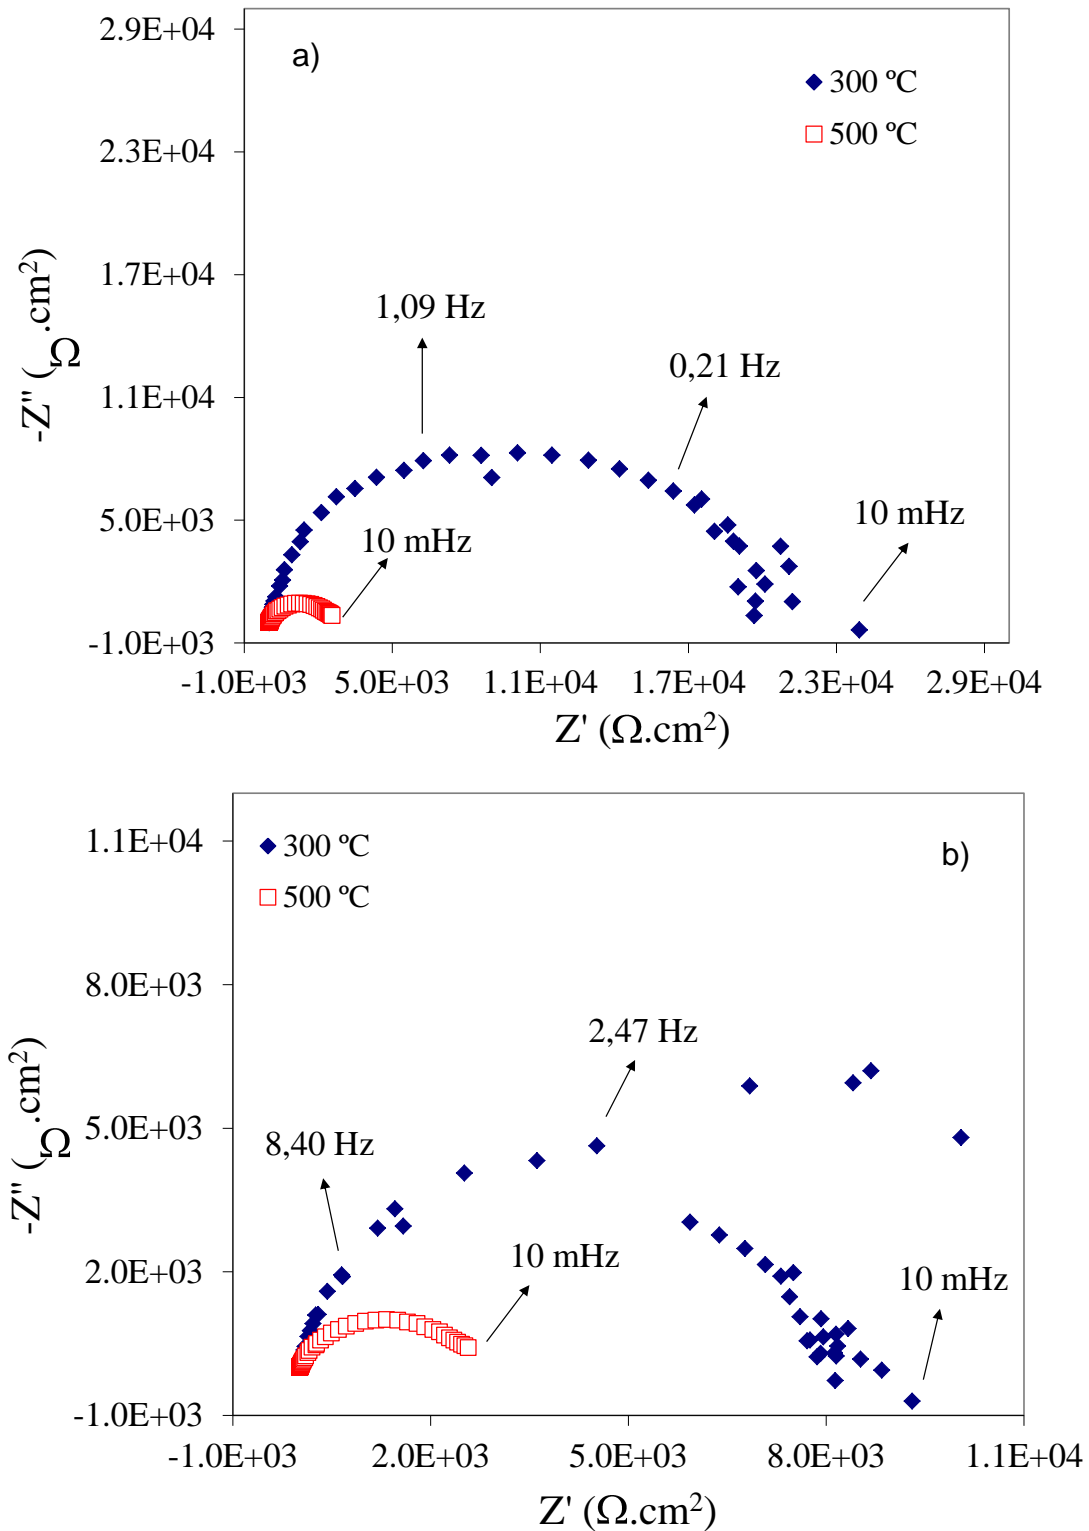 a)
300 ºC
500 ºC
2.9E+04
2.3E+04
1.7E+04
1.1E+04
5.0E+03
-1.0E+03
-Z'' (Ω.cm²)
1,09 Hz
0,21 Hz
10 mHz
10 mHz
-1.0E+03 5.0E+03 1.1E+04 1.7E+04 2.3E+04 2.9E+04
Z' (Ω.cm²)
b)
300 ºC
500 ºC
1.1E+04
8.0E+03
5.0E+03
2.0E+03
-1.0E+03
-Z'' (Ω.cm²)
2,47 Hz
8,40 Hz
10 mHz
10 mHz
-1.0E+03 2.0E+03 5.0E+03 8.0E+03 1.1E+04
Z' (Ω.cm²)